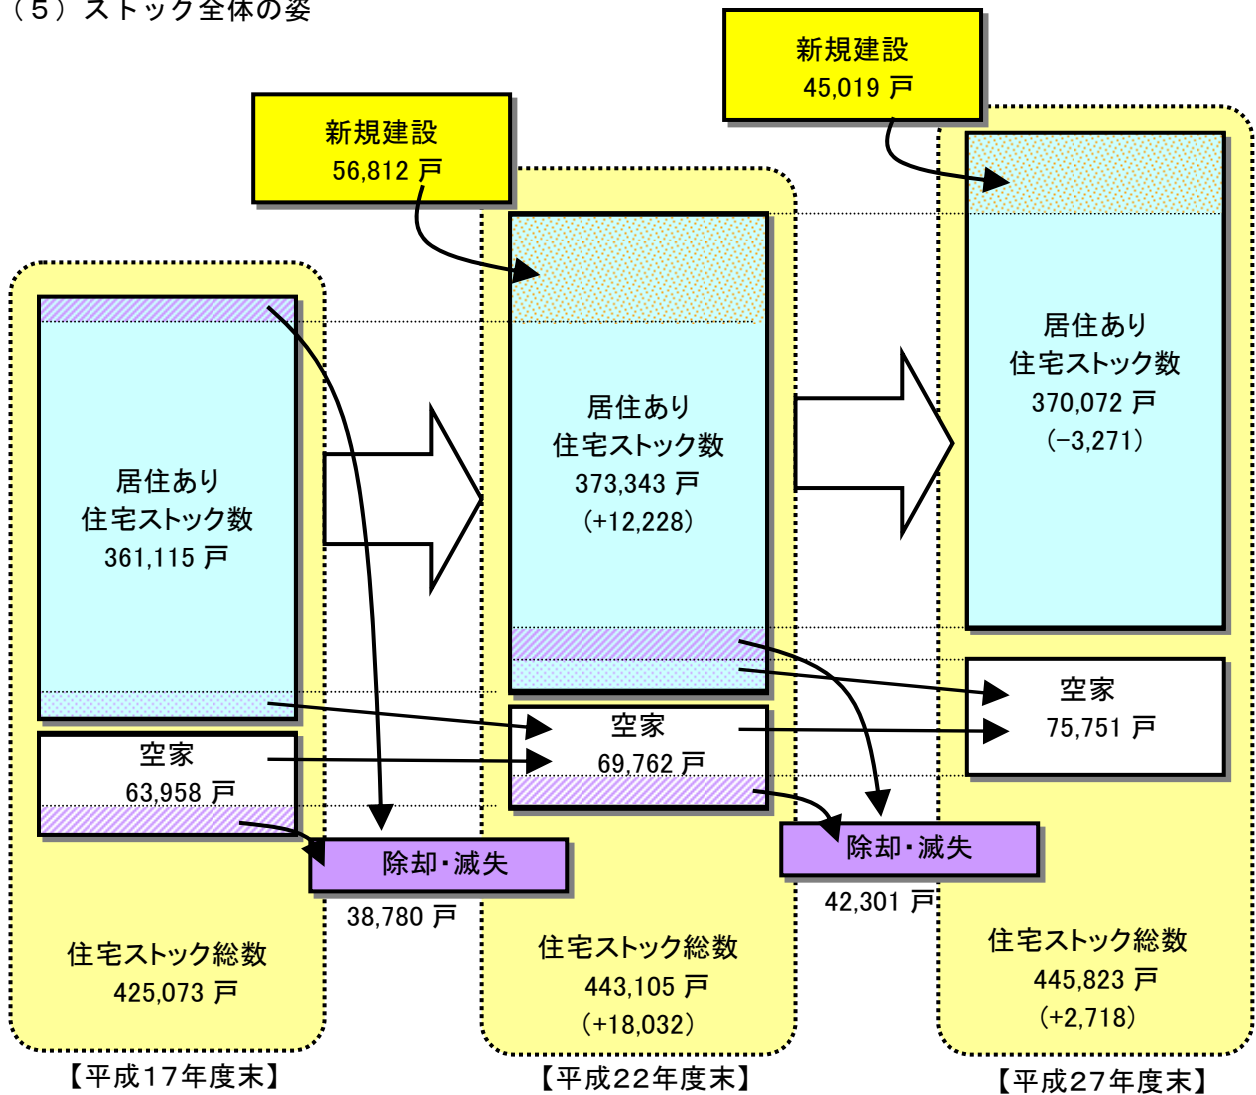 （５）ストック全体の姿
新規建設
45,019 戸
新規建設
56,812 戸
居住あり
住宅ストック数
361,115 戸
空家
63,958 戸
除却・滅失
38,780 戸
住宅ストック総数
425,073 戸
【平成１７年度末】
居住あり
住宅ストック数
373,343 戸
（+12,228）
空家
69,762 戸
除却・滅失
42,301 戸
住宅ストック総数
443,105 戸
（+18,032）
【平成２２年度末】
居住あり
住宅ストック数
370,072 戸
（−3,271）
空家
75,751 戸
住宅ストック総数
445,823 戸
（+2,718）
【平成２７年度末】